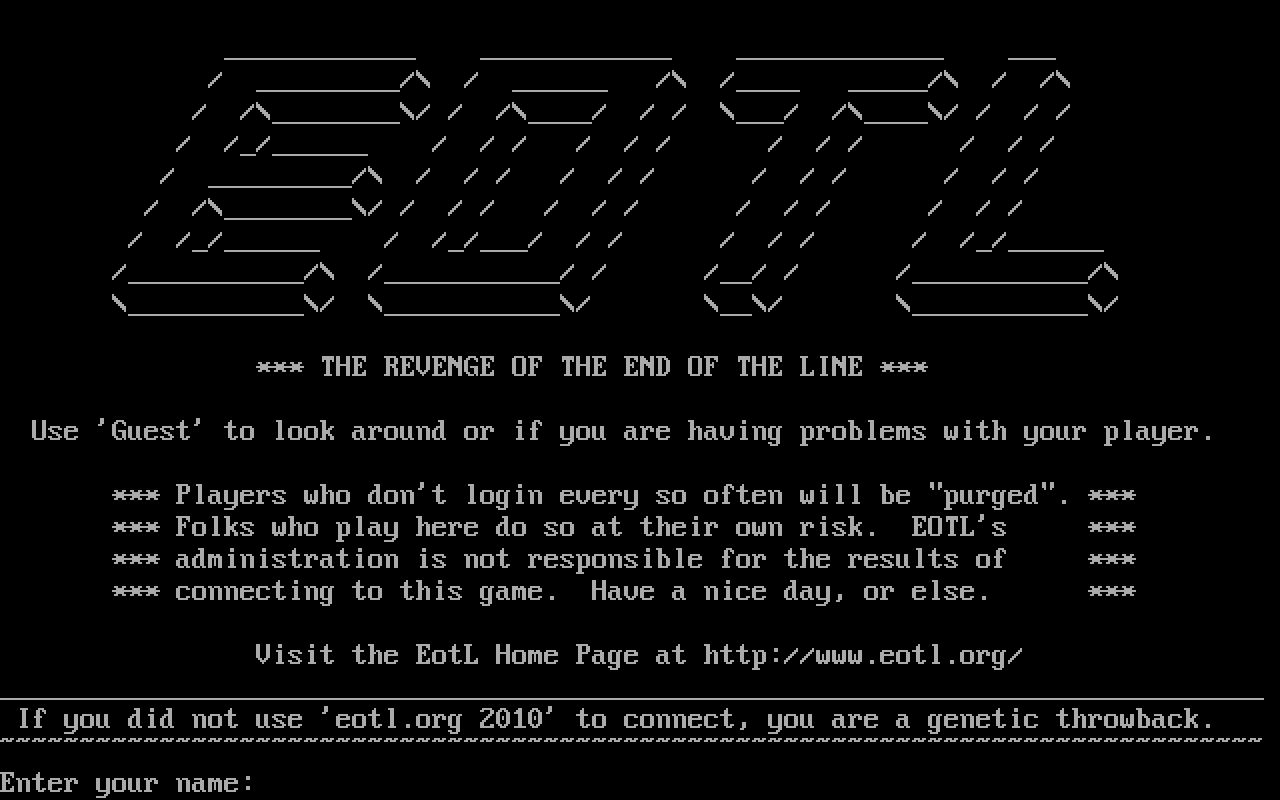 EOTL
*** THE REVENGE OF THE END OF THE LINE ***
Use 'Guest' to look around or if you are having problems with your player.
*** Players who don't login every so often will be "purged". ***
*** Folks who play here do so at their own risk.  EOTL's     ***
*** administration is not responsible for the results of     ***
*** connecting to this game.  Have a nice day, or else.      ***
Visit the EotL Home Page at http://www.eotl.org/
If you did not use 'eotl.org 2010' to connect, you are a genetic throwback.
Enter your name: